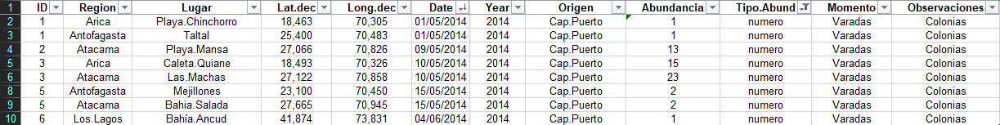 1 ID Region Lugar Lat.dec Long.dec Date Year Origen Abundancia Tipo.Abund Momento Observaciones
2 1 Arica Playa.Chinchorro 18,463 70,305 01/05/2014 2014 Cap.Puerto 1 numero Varadas Colonias
3 1 Antofagasta Taltal 25,400 70,483 01/05/2014 2014 Cap.Puerto 1 numero Varadas Colonias
4 2 Atacama Playa.Mansa 27,066 70,826 09/05/2014 2014 Cap.Puerto 13 numero Varadas Colonias
5 3 Arica Caleta.Quiane 18,493 70,326 10/05/2014 2014 Cap.Puerto 15 numero Varadas Colonias
6 3 Atacama Las.Machas 27,122 70,858 10/05/2014 2014 Cap.Puerto 23 numero Varadas Colonias
8 5 Antofagasta Mejillones 23,100 70,450 15/05/2014 2014 Cap.Puerto 2 numero Varadas Colonias
9 5 Atacama Bahia.Salada 27,665 70,945 15/05/2014 2014 Cap.Puerto 2 numero Varadas Colonias
10 6 Los.Lagos Bahía.Ancud 41,874 73,831 04/06/2014 2014 Cap.Puerto 1 numero Varadas Colonias